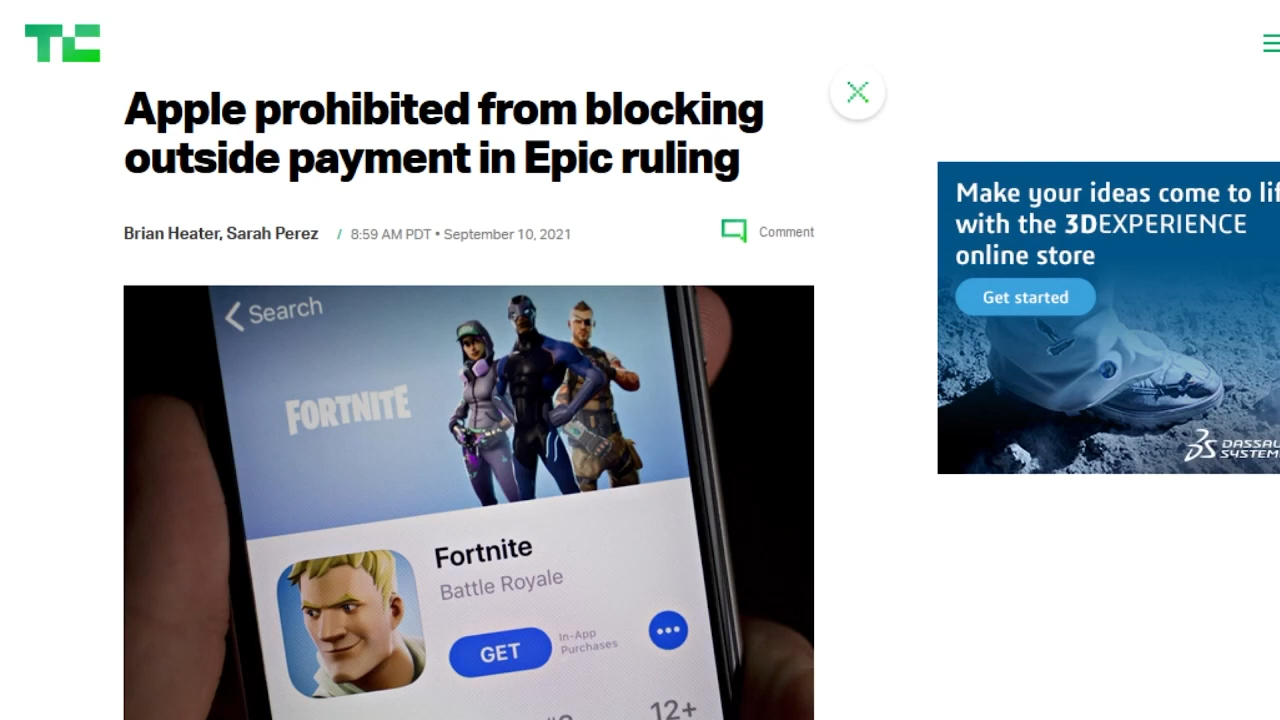 TC
Apple prohibited from blocking
outside payment in Epic ruling
Brian Heater, Sarah Perez / 8:59 AM PDT • September 10, 2021
Comment
Search
FORTNITE
Fortnite
Battle Royale
GET
In-App
Purchases
12+
Make your ideas come to
with the 3DEXPERIENCE
online store
Get started